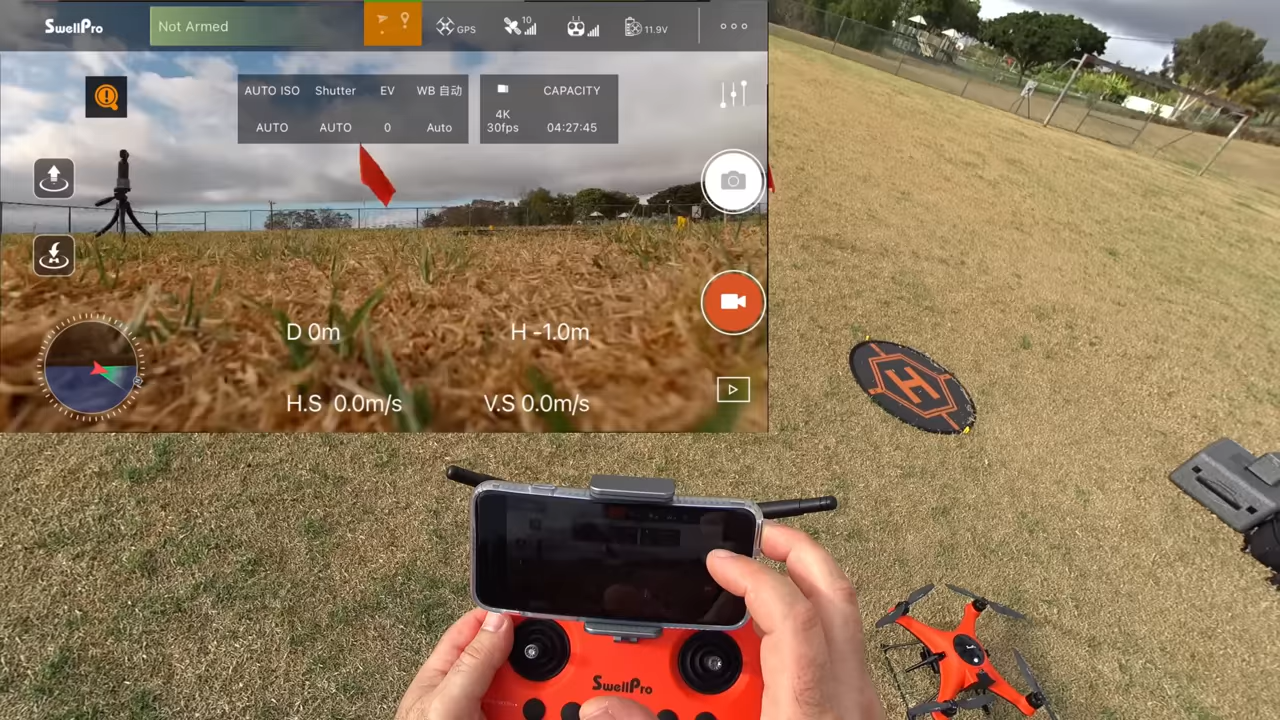 SwellPro
Not Armed
GPS
10
11.9V
AUTO ISO Shutter EV WB 自动
AUTO AUTO 0 Auto
CAPACITY
4K
30fps 04:27:45
D 0m
H -1.0m
H.S 0.0m/s
V.S 0.0m/s
H
SwellPro